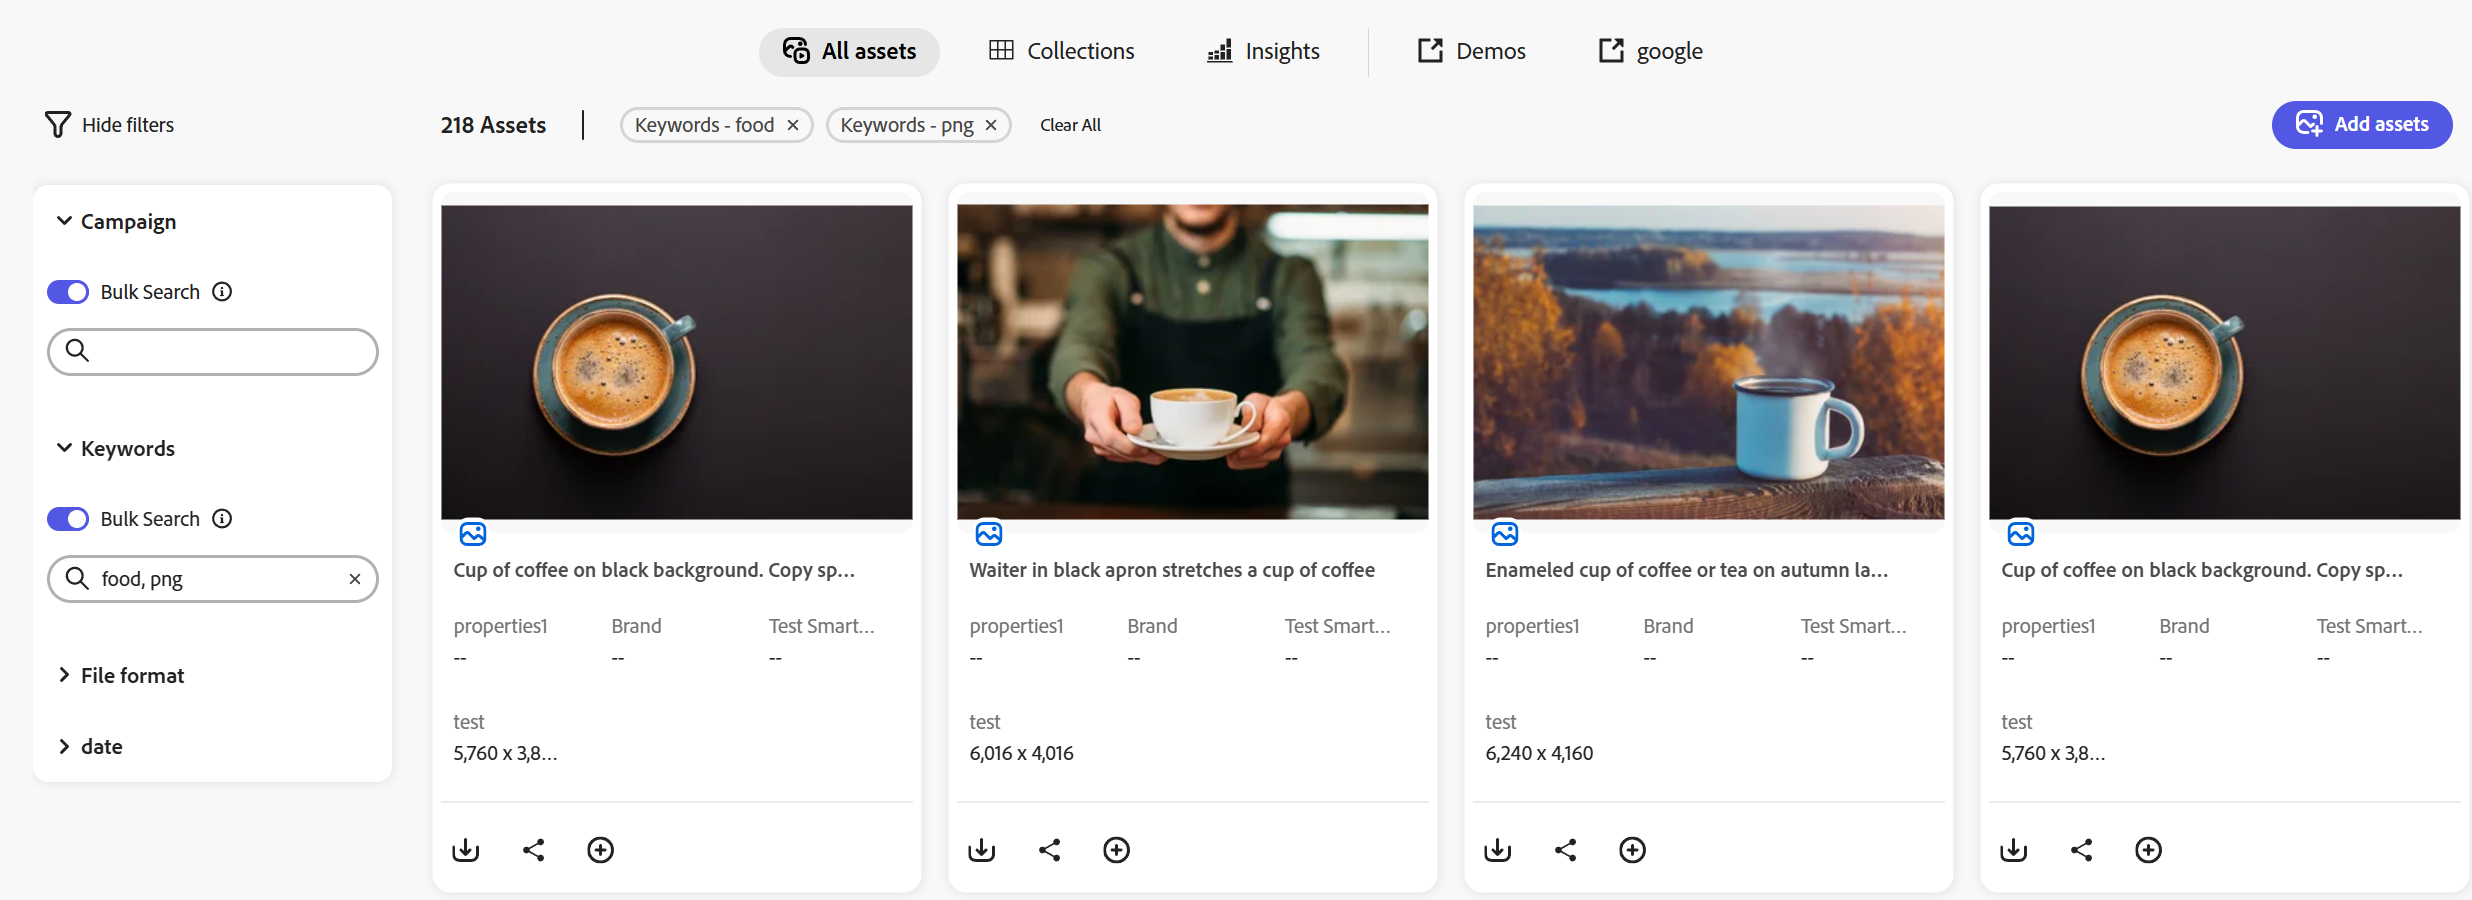 All assets
Collections
Insights
Demos
google
Hide filters
218 Assets
Keywords - food
Keywords - png
Clear All
Add assets
Campaign
Bulk Search
Keywords
Bulk Search
food, png
File format
date
Cup of coffee on black background. Copy sp...
properties1 Brand Test Smart...
-- -- --
test
5,760 x 3,8...
Waiter in black apron stretches a cup of coffee
properties1 Brand Test Smart...
-- -- --
test
6,016 x 4,016
Enameled cup of coffee or tea on autumn la...
properties1 Brand Test Smart...
-- -- --
test
6,240 x 4,160
Cup of coffee on black background. Copy sp...
properties1 Brand Test Smart...
-- -- --
test
5,760 x 3,8...